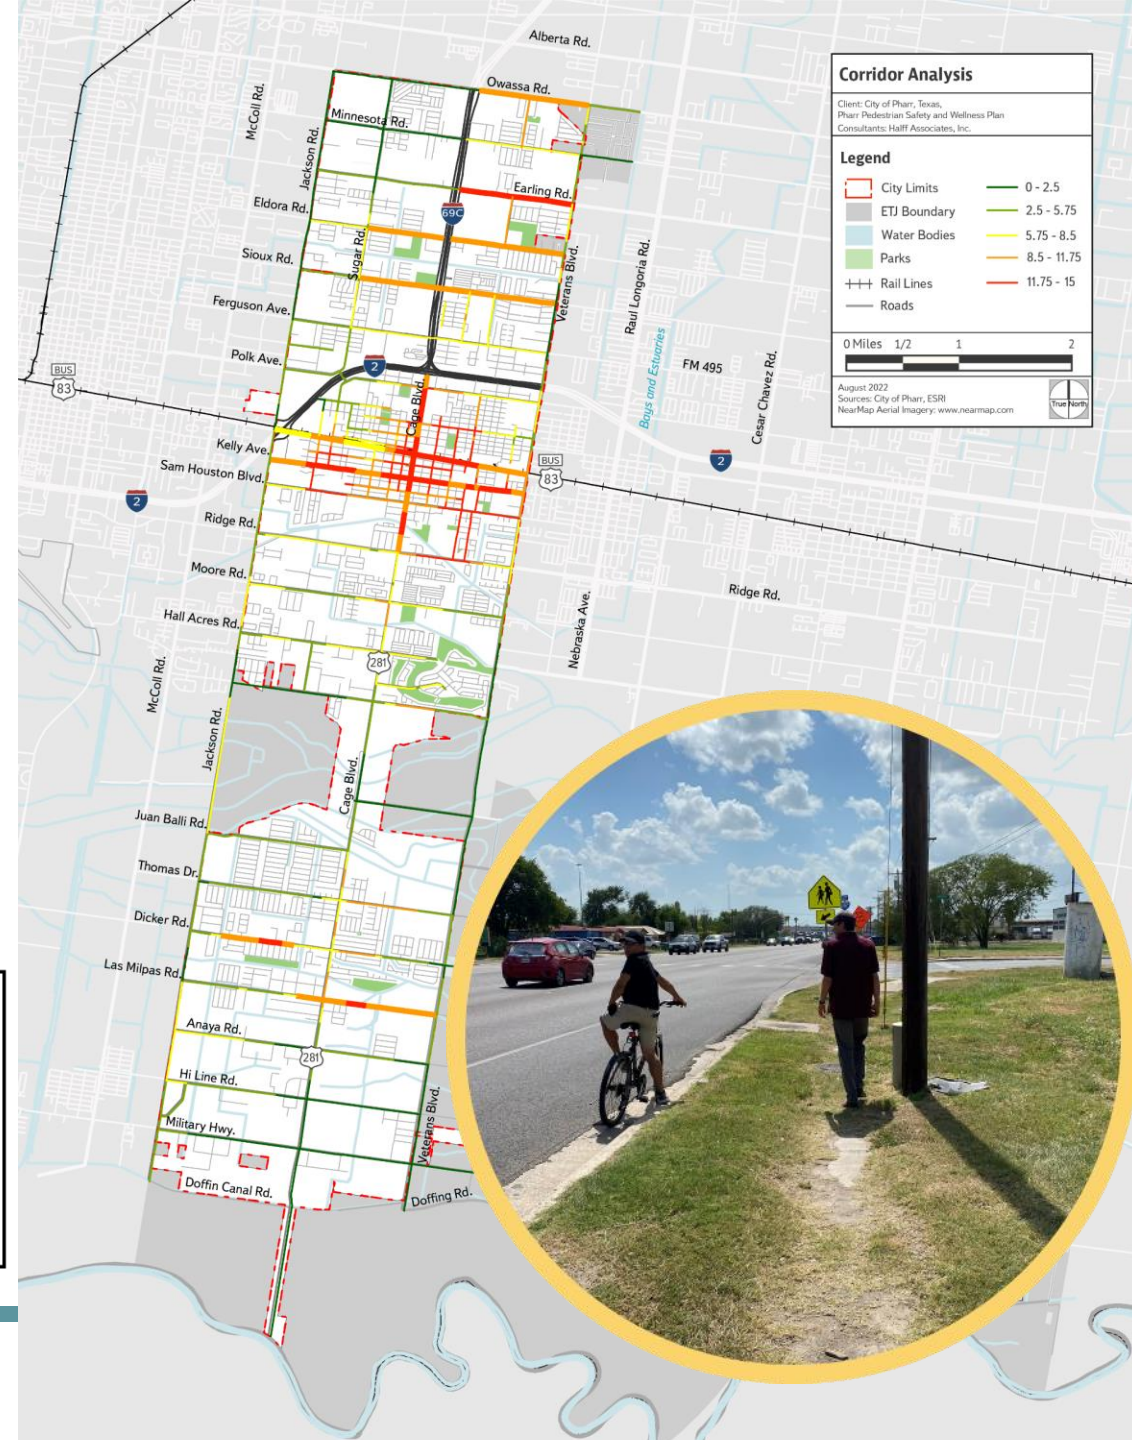 Alberta Rd.
Owassa Rd.
McColl Rd.
Minnesota Rd.
Jackson Rd.
Earling Rd.
Eldora Rd.
69C
Sugar Rd.
Sioux Rd.
Veterans Blvd.
Raul Longoria Rd.
Ferguson Ave.
Polk Ave.
2
BUS
83
Cage Blvd.
Bays and Estuaries
FM 495
Cesar Chavez Rd.
Kelly Ave.
Sam Houston Blvd.
BUS
83
2
2
Ridge Rd.
Moore Rd.
Ridge Rd.
Hall Acres Rd.
Nebraska Ave.
281
McColl Rd.
Jackson Rd.
Cage Blvd.
Juan Balli Rd.
Thomas Dr.
Dicker Rd.
Las Milpas Rd.
Anaya Rd.
281
Hi Line Rd.
Military Hwy.
Veterans Blvd.
Doffin Canal Rd.
Doffing Rd.
Corridor Analysis
Client: City of Pharr, Texas,
Pharr Pedestrian Safety and Wellness Plan
Consultants: Halff Associates, Inc.
Legend
City Limits
ETJ Boundary
Water Bodies
Parks
Rail Lines
Roads
0 - 2.5
2.5 - 5.75
5.75 - 8.5
8.5 - 11.75
11.75 - 15
0 Miles 1/2 1 2
August 2022
Sources: City of Pharr, ESRI
NearMap Aerial Imagery: www.nearmap.com
True North